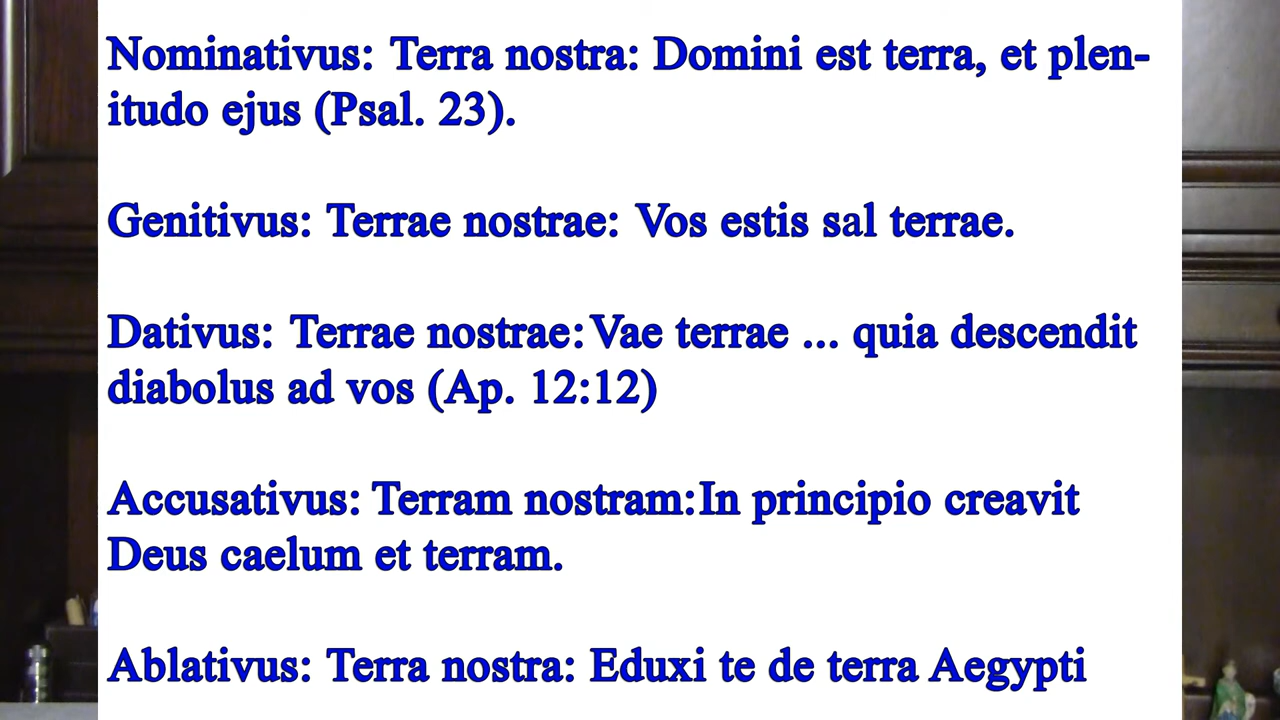 Nominativus: Terra nostra: Domini est terra, et plen-
itudo ejus (Psal. 23).
Genitivus: Terrae nostrae: Vos estis sal terrae.
Dativus: Terrae nostrae: Vae terrae ... quia descendit
diabolus ad vos (Ap. 12:12)
Accusativus: Terram nostram: In principio creavit
Deus caelum et terram.
Ablativus: Terra nostra: Eduxi te de terra Aegypti